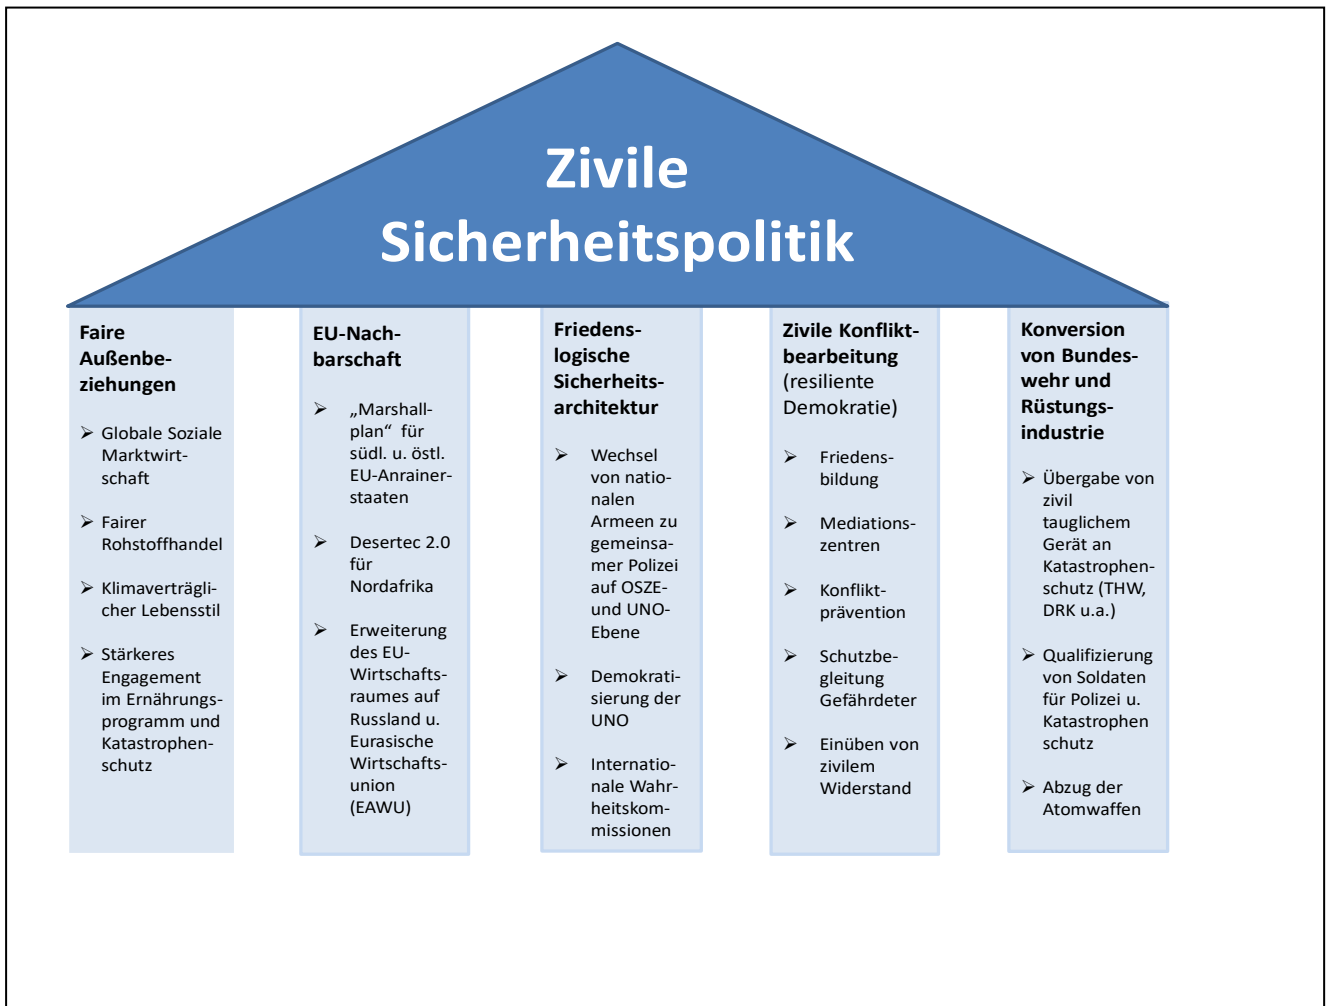 Zivile
Sicherheitspolitik
Faire
Außenbe-
ziehungen
Globale Soziale
Marktwirt-
schaft
Fairer
Rohstoffhandel
Klimaverträgli-
cher Lebensstil
Stärkeres
Engagement
im Ernährungs-
programm und
Katastrophen-
schutz
EU-Nach-
barschaft
„Marshall-
plan“ für
südl. u. östl.
EU-Anrainer-
staaten
Desertec 2.0
für
Nordafrika
Erweiterung
des EU-
Wirtschafts-
raumes auf
Russland u.
Eurasische
Wirtschafts-
union
(EAWU)
Friedens-
logische
Sicherheits-
architektur
Wechsel
von natio-
nalen
Armeen zu
gemeinsa-
mer Polizei
auf OSZE-
und UNO-
Ebene
Demokrati-
sierung der
UNO
Internatio-
nale Wahr-
heitskom-
missionen
Zivile Konflikt-
bearbeitung
(resiliente
Demokratie)
Friedens-
bildung
Mediations-
zentren
Konflikt-
prävention
Schutzbe-
gleitung
Gefährdeter
Einüben von
zivilem
Widerstand
Konversion
von Bundes-
wehr und
Rüstungs-
industrie
Übergabe von
zivil
tauglichem
Gerät an
Katastrophen-
schutz (THW,
DRK u.a.)
Qualifizierung
von Soldaten
für Polizei u.
Katastrophen
schutz
Abzug der
Atomwaffen